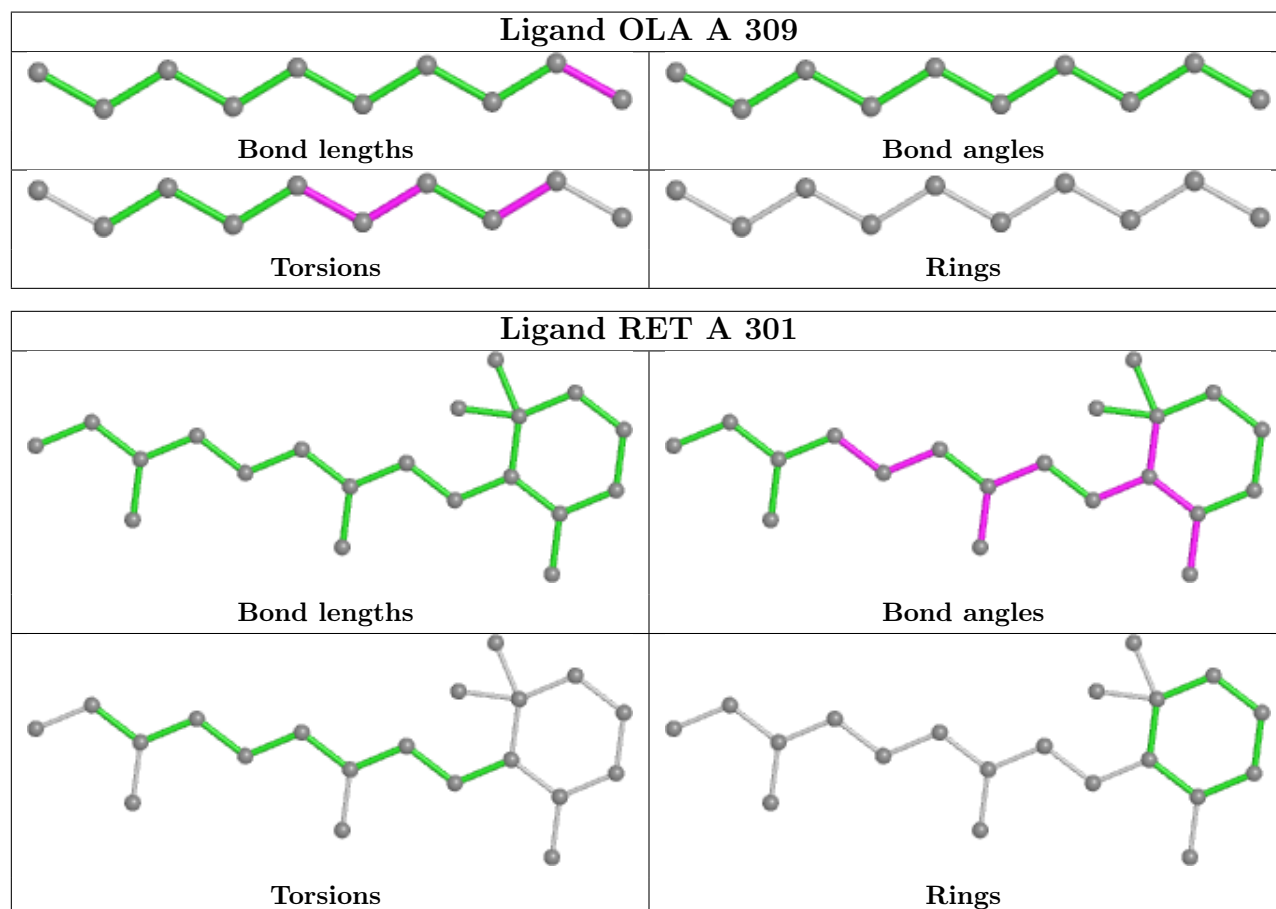 Ligand OLA A 309
Bond lengths
Bond angles
Torsions
Rings
Ligand RET A 301
Bond lengths
Bond angles
Torsions
Rings